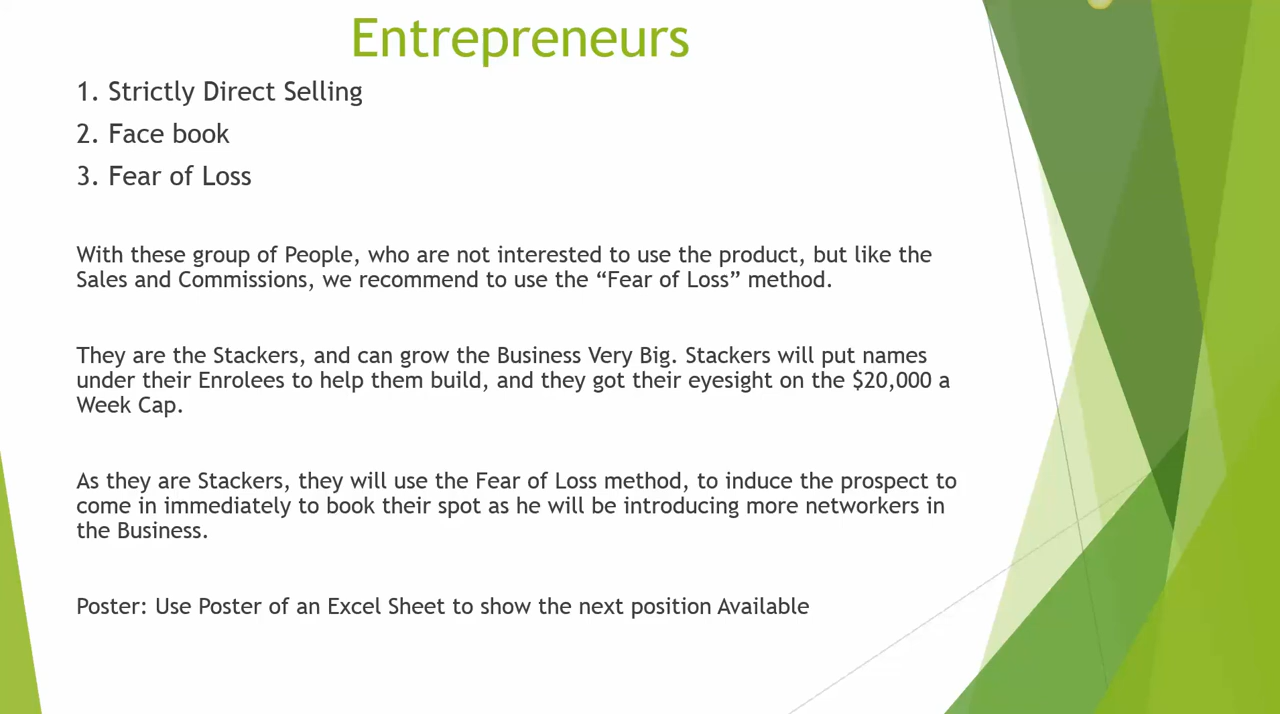 Entrepreneurs
1. Strictly Direct Selling
2. Face book
3. Fear of Loss
With these group of People, who are not interested to use the product, but like the
Sales and Commissions, we recommend to use the “Fear of Loss” method.
They are the Stackers, and can grow the Business Very Big. Stackers will put names
under their Enrolees to help them build, and they got their eyesight on the $20,000 a
Week Cap.
As they are Stackers, they will use the Fear of Loss method, to induce the prospect to
come in immediately to book their spot as he will be introducing more networkers in
the Business.
Poster: Use Poster of an Excel Sheet to show the next position Available